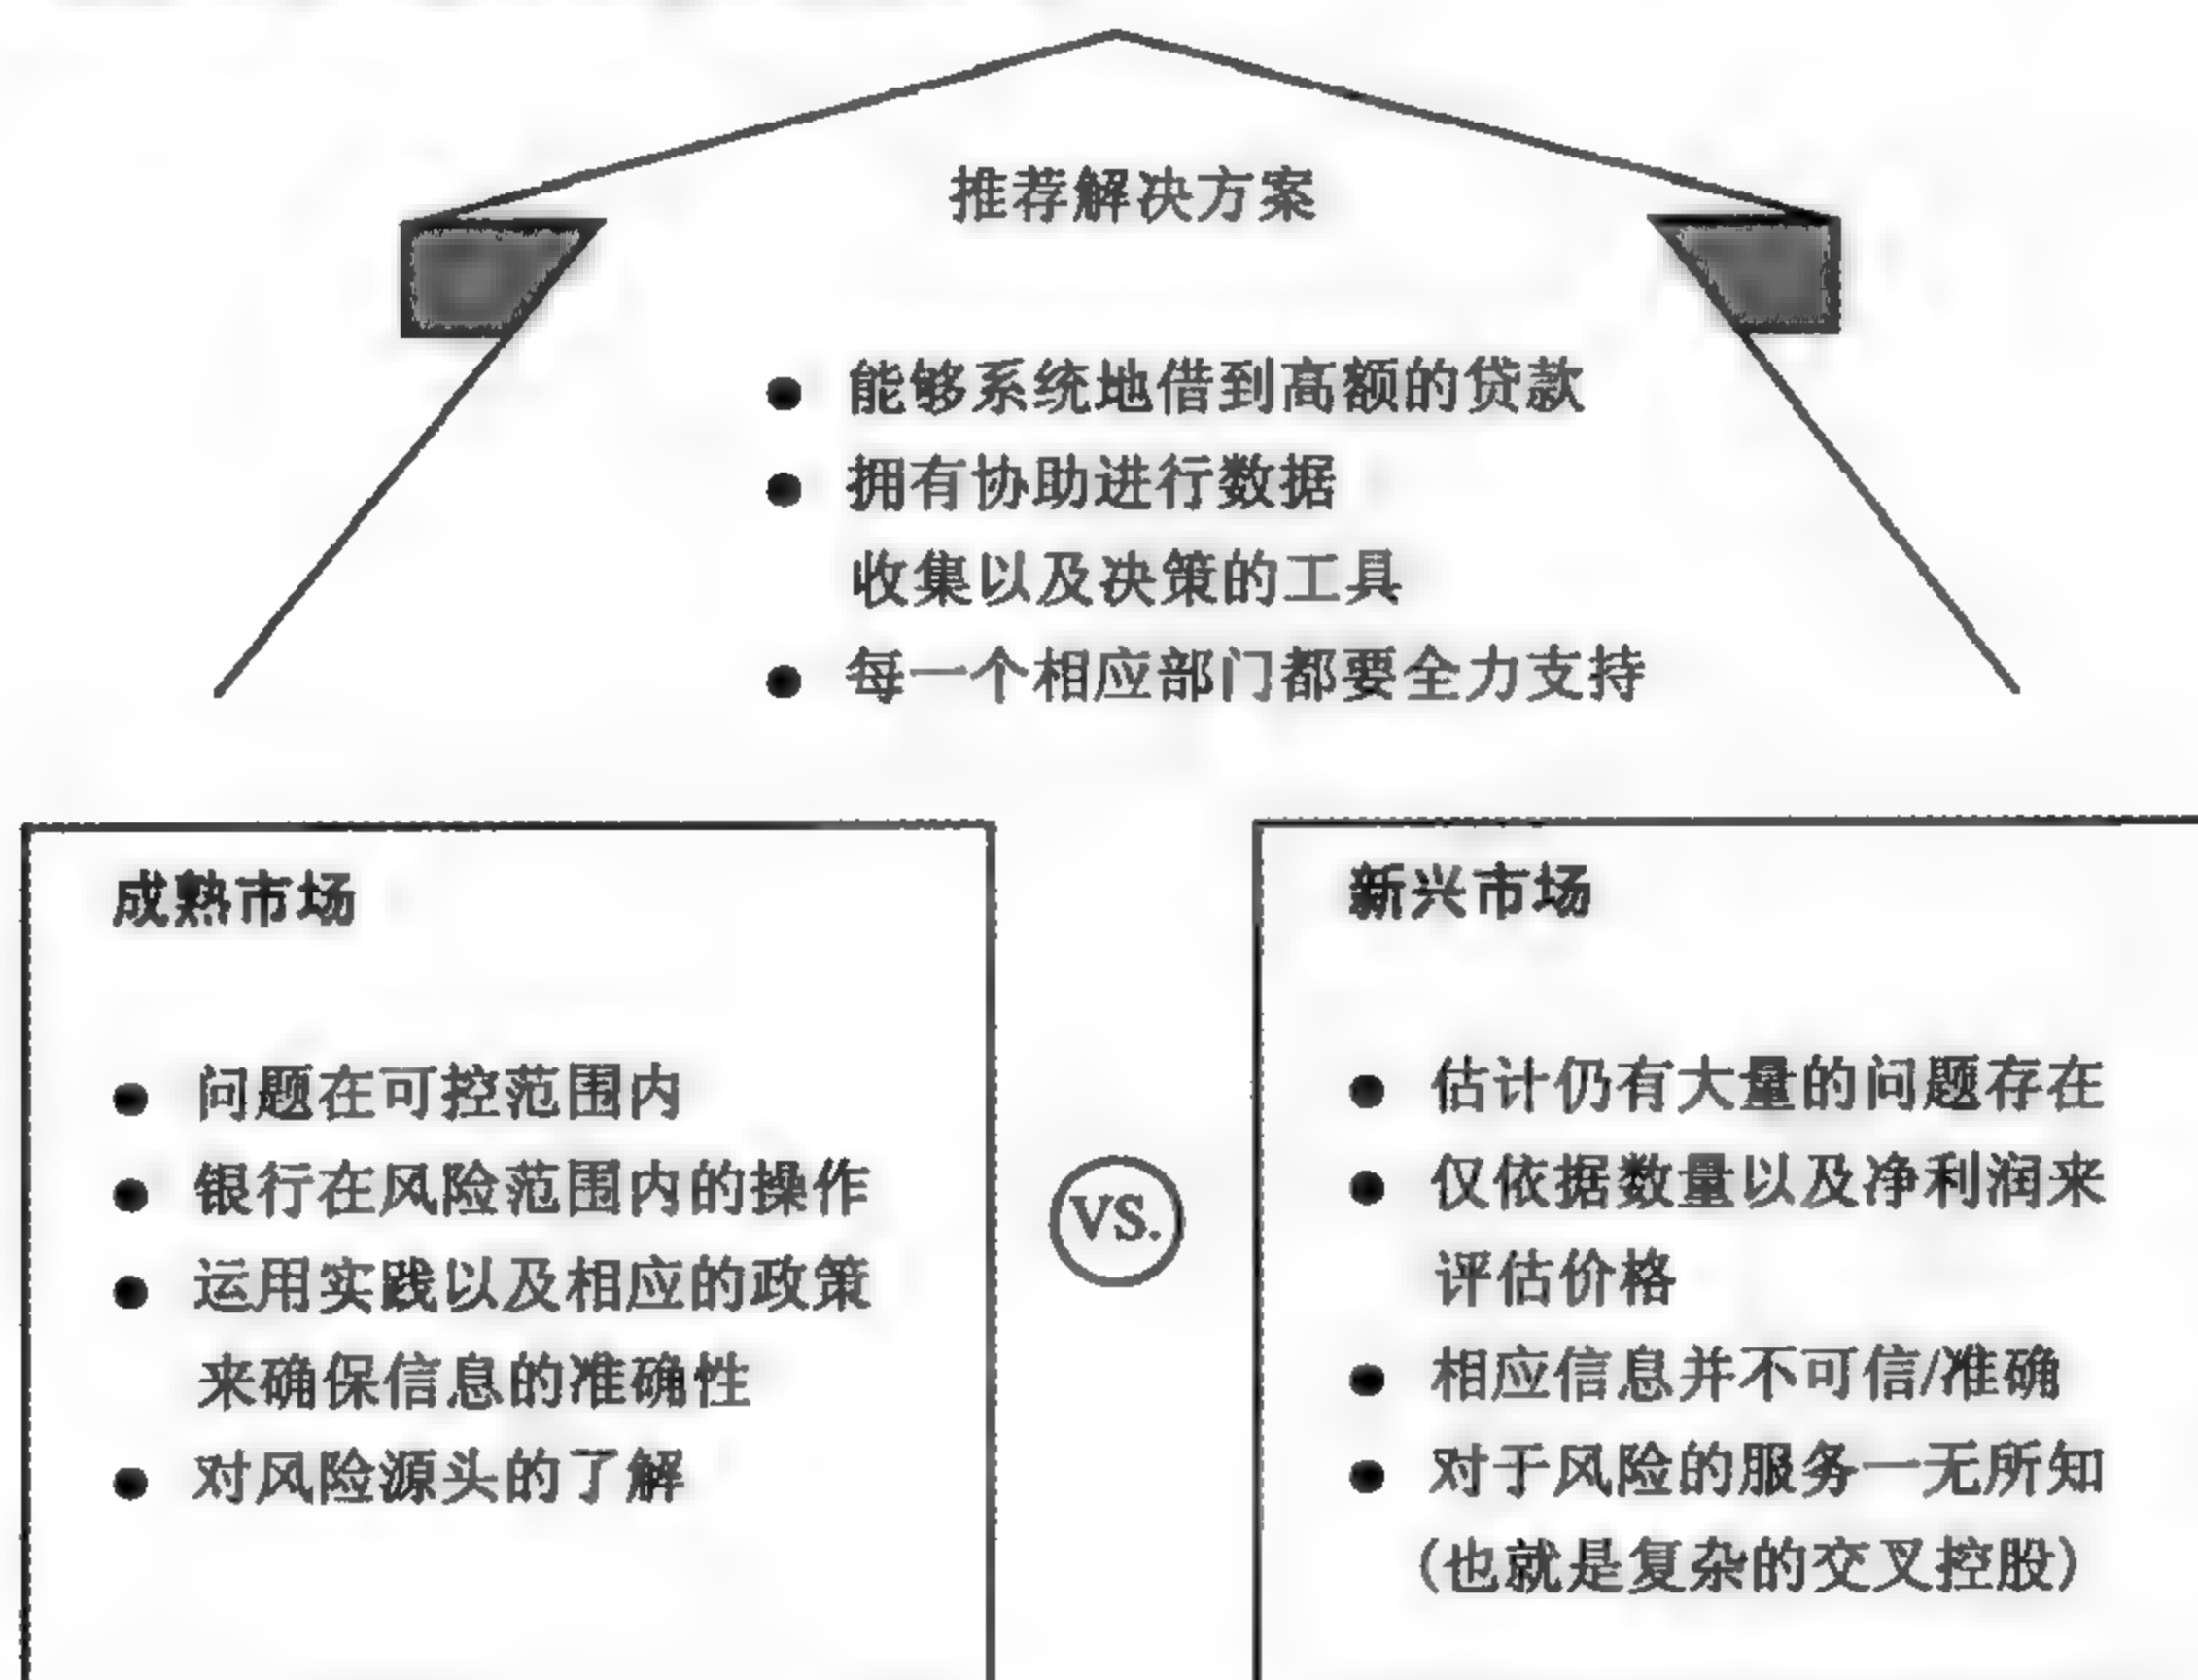 推荐解决方案
● 能够系统地借到高额的贷款
● 拥有协助进行数据
收集以及决策的工具
● 每一个相应部门都要全力支持
成熟市场
● 问题在可控范围内
● 银行在风险范围内的操作
● 运用实践以及相应的政策
来确保信息的准确性
● 对风险源头的了解
VS.
新兴市场
● 估计仍有大量的问题存在
● 仅依据数量以及净利润来
评估价格
● 相应信息并不可信/准确
● 对于风险的服务一无所知
(也就是复杂的交叉控股)